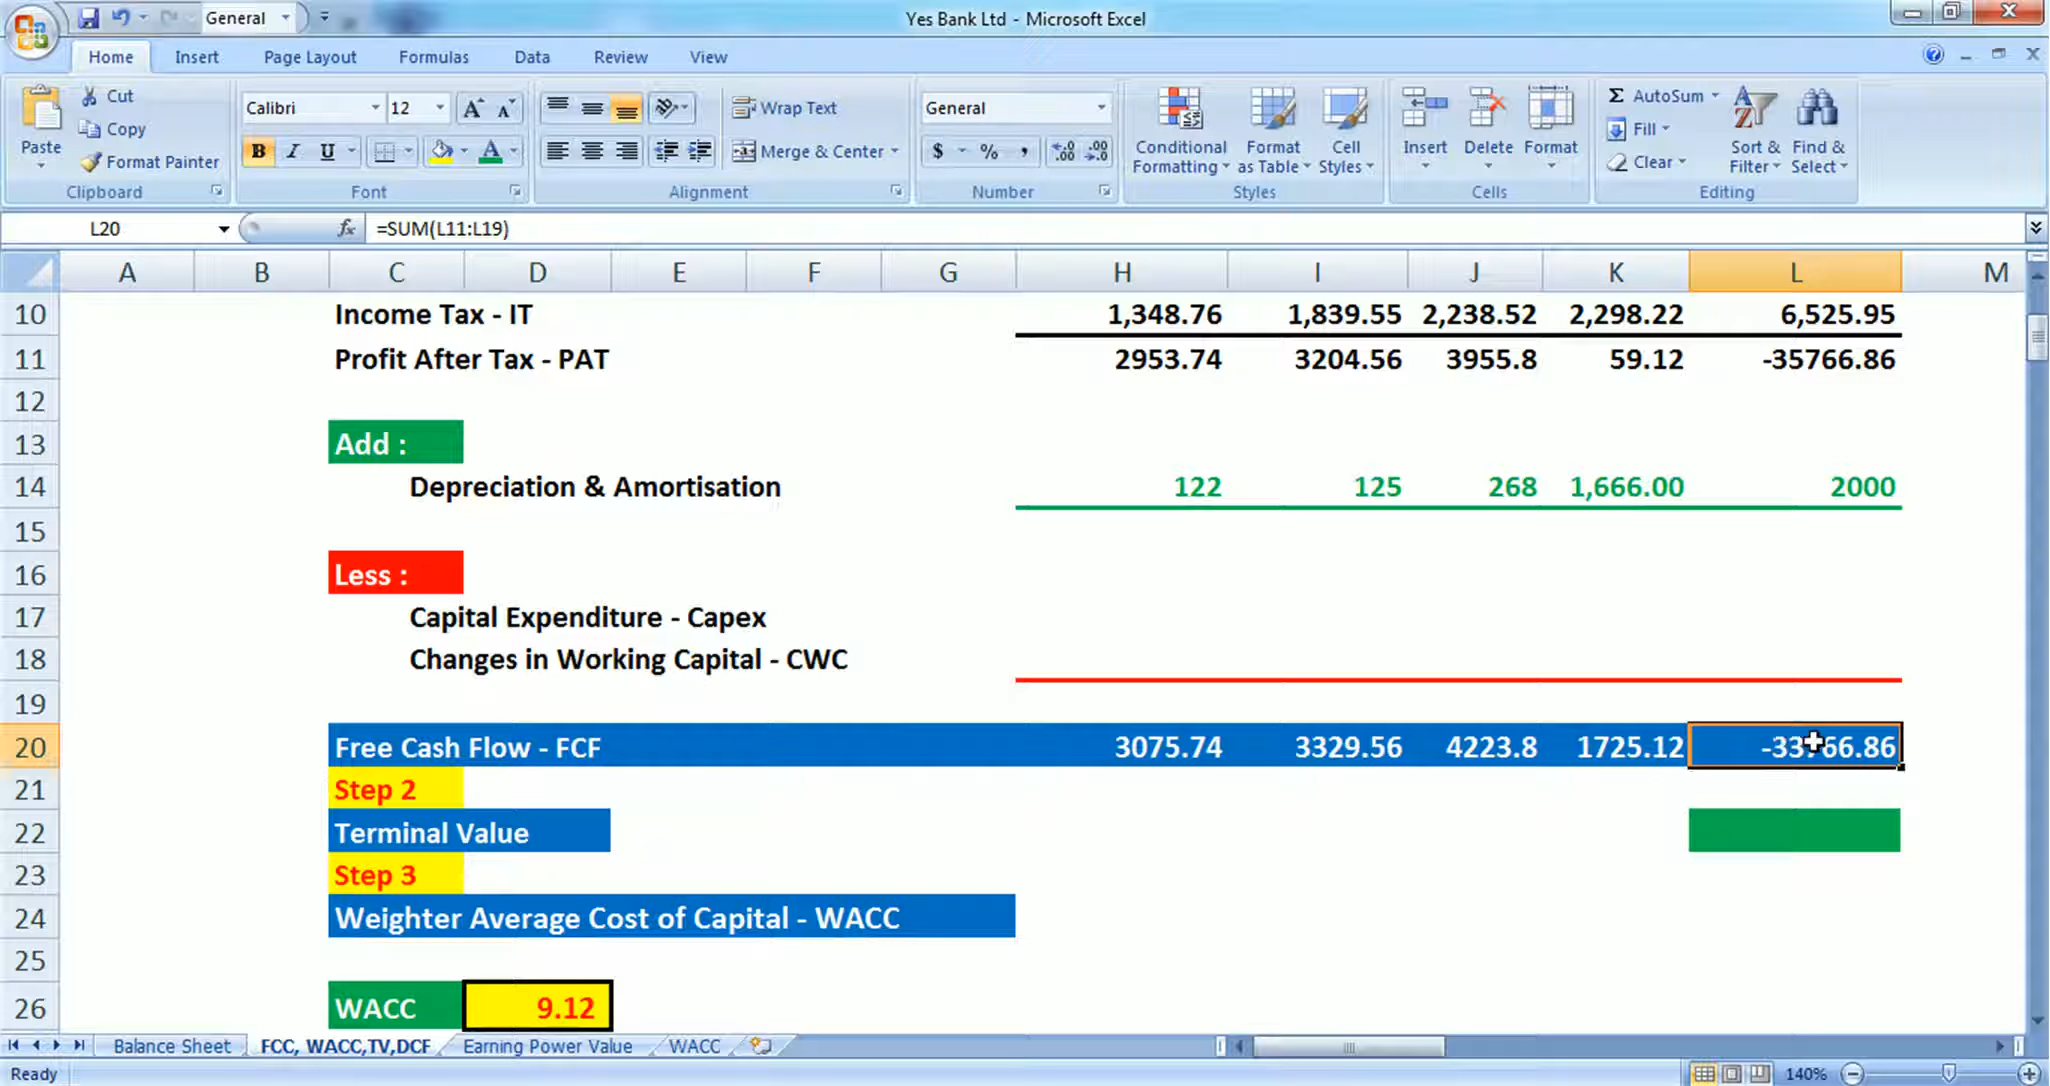 General
Yes Bank Ltd - Microsoft Excel
Home Insert Page Layout Formulas Data Review View
Paste
Cut
Copy
Format Painter
Clipboard
Calibri 12
B I U
Font
Wrap Text
Merge & Center
Alignment
General
$ % ,
Number
Conditional Formatting
Format as Table
Cell Styles
Styles
Insert Delete Format
Cells
Σ AutoSum
Fill
Clear
Sort & Filter
Find & Select
Editing
L20 fx =SUM(L11:L19)
A B C D E F G H I J K L M
10 Income Tax - IT 1,348.76 1,839.55 2,238.52 2,298.22 6,525.95
11 Profit After Tax - PAT 2953.74 3204.56 3955.8 59.12 -35766.86
12
13 Add :
14 Depreciation & Amortisation 122 125 268 1,666.00 2000
15
16 Less :
17 Capital Expenditure - Capex
18 Changes in Working Capital - CWC
19
20 Free Cash Flow - FCF 3075.74 3329.56 4223.8 1725.12 -33766.86
21 Step 2
22 Terminal Value
23 Step 3
24 Weighter Average Cost of Capital - WACC
25
26 WACC 9.12
Balance Sheet FCC, WACC,TV,DCF Earning Power Value WACC
Ready 140%